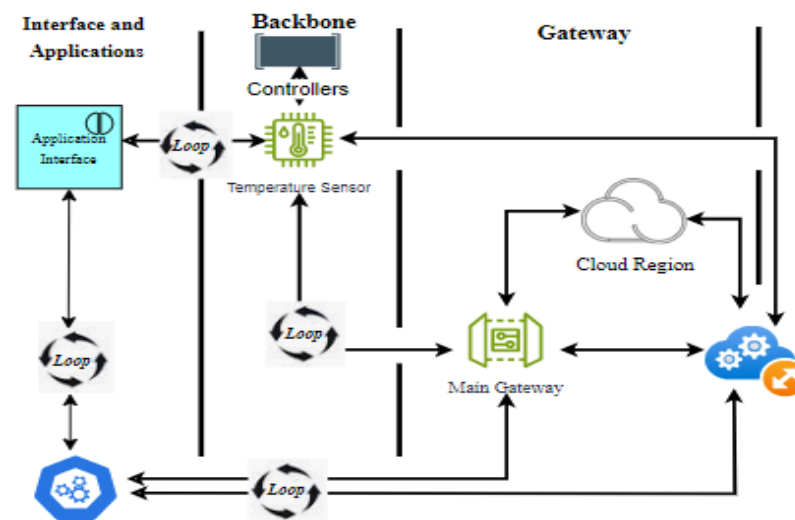 Interface and
Applications
Backbone
Gateway
Controllers
Application
Interface
Loop
Temperature Sensor
Cloud Region
Loop
Loop
Main Gateway
Loop